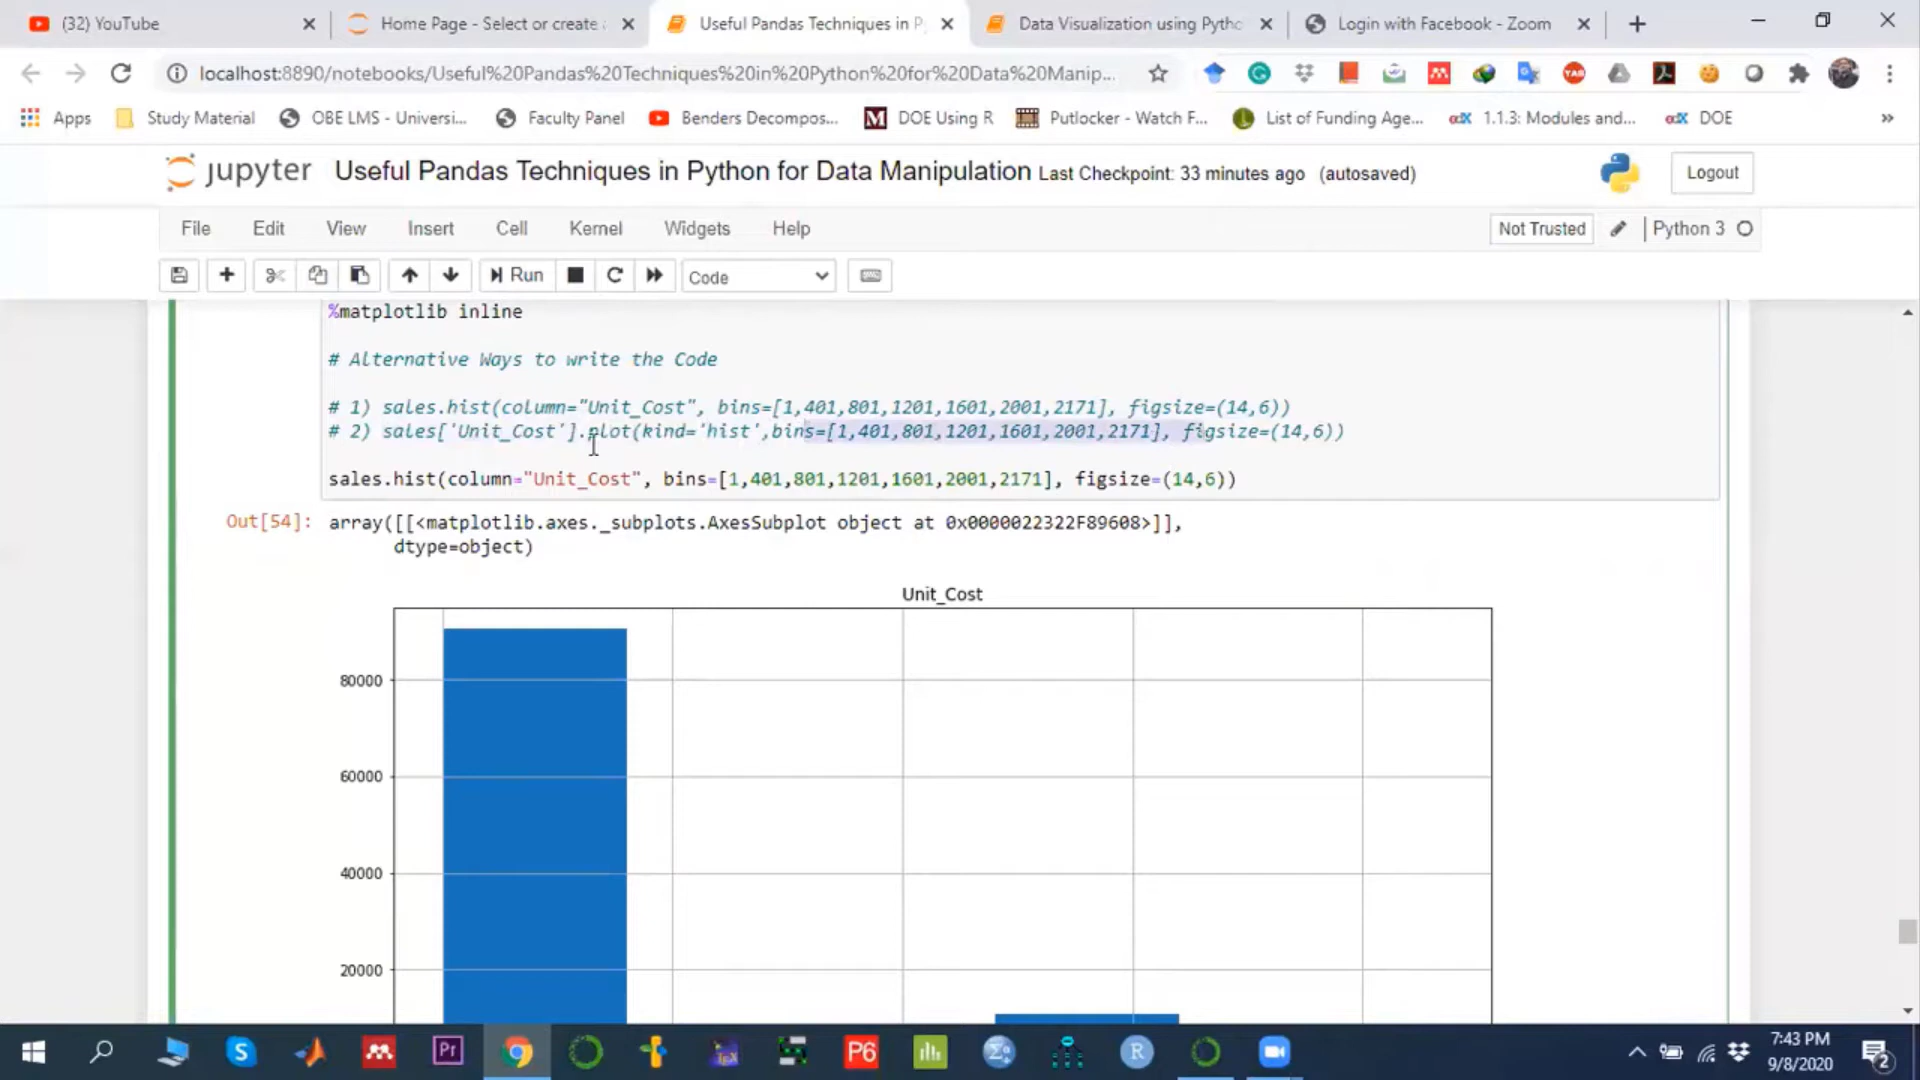 (32) YouTube
Home Page - Select or create a
Useful Pandas Techniques in P
Data Visualization using Pytho
Login with Facebook - Zoom
localhost:8890/notebooks/Useful%20Pandas%20Techniques%20in%20Python%20for%20Data%20Manip...
Apps
Study Material
OBE LMS - Universi...
Faculty Panel
Benders Decompos...
DOE Using R
Putlocker - Watch F...
List of Funding Age...
1.1.3: Modules and...
DOE
jupyter Useful Pandas Techniques in Python for Data Manipulation Last Checkpoint: 33 minutes ago (autosaved)
Logout
File Edit View Insert Cell Kernel Widgets Help
Not Trusted
Python 3
Run
Code
%matplotlib inline
# Alternative Ways to write the Code
# 1) sales.hist(column="Unit_Cost", bins=[1,401,801,1201,1601,2001,2171], figsize=(14,6))
# 2) sales['Unit_Cost'].plot(kind='hist',bins=[1,401,801,1201,1601,2001,2171], figsize=(14,6))
sales.hist(column="Unit_Cost", bins=[1,401,801,1201,1601,2001,2171], figsize=(14,6))
Out[54]: array([[<matplotlib.axes._subplots.AxesSubplot object at 0x0000022322F89608>]],
dtype=object)
Unit_Cost
80000
60000
40000
20000
7:43 PM
9/8/2020
2